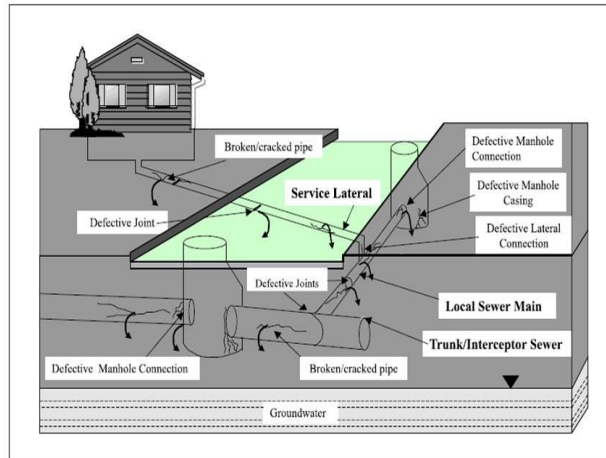 Broken/cracked pipe
Defective Manhole
Connection
Service Lateral
Defective Manhole
Casing
Defective Joint
Defective Lateral
Connection
Defective Joints
Local Sewer Main
Trunk/Interceptor Sewer
Defective Manhole Connection
Broken/cracked pipe
Groundwater